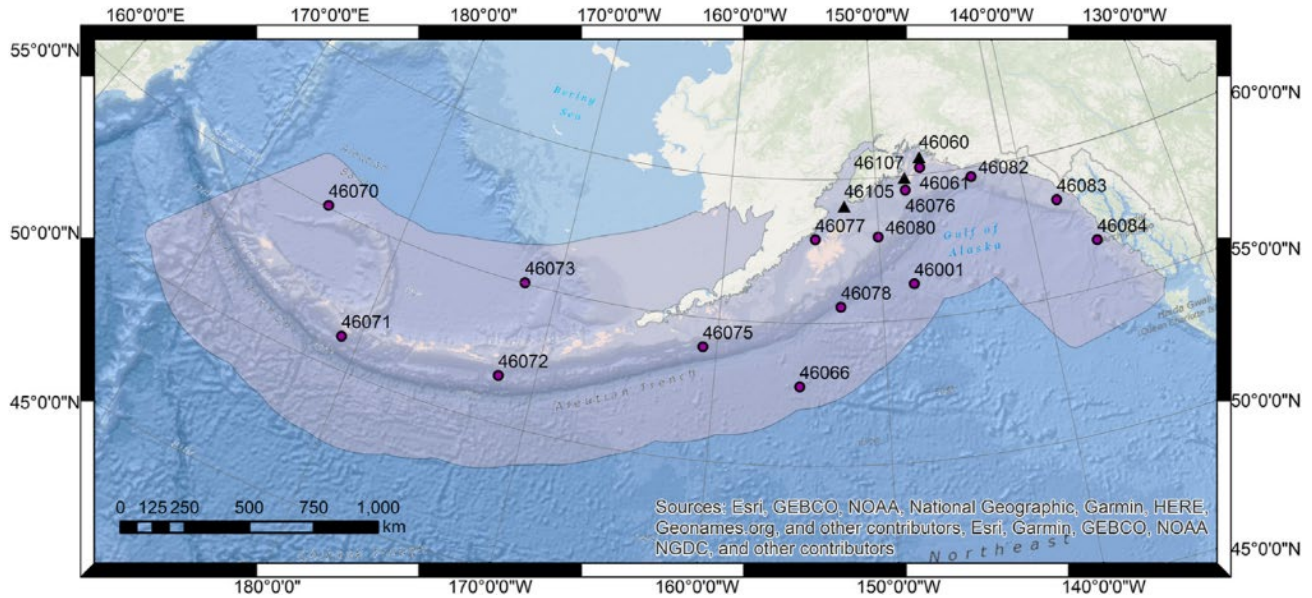 160°0'0"E
170°0'0"E
180°0'0"
170°0'0"W
160°0'0"W
150°0'0"W
140°0'0"W
130°0'0"W
55°0'0"N
60°0'0"N
Bering
Sea
Aleutian
46060
46107
46082
46105
46061
46083
46070
46076
46077
46080
46084
50°0'0"N
55°0'0"N
Gulf of
Alaska
46073
46001
46078
46071
46075
46072
46066
Aleutian Trench
45°0'0"N
50°0'0"N
0 125 250 500 750 1,000
km
Sources: Esri, GEBCO, NOAA, National Geographic, Garmin, HERE,
Geonames.org, and other contributors, Esri, Garmin, GEBCO, NOAA
NGDC, and other contributors
Northeast
45°0'0"N
180°0'0"
170°0'0"W
160°0'0"W
150°0'0"W
140°0'0"W